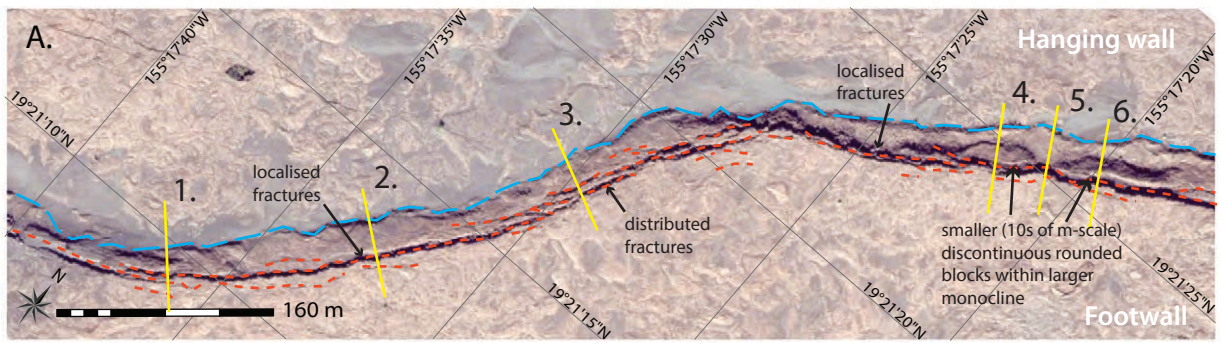 A.
155°17'40"W
155°17'35"W
155°17'30"W
155°17'25"W
155°17'20"W
Hanging wall
19°21'10"N
localised
fractures
1.
2.
3.
4.
5.
6.
localised
fractures
distributed
fractures
smaller (10s of m-scale)
discontinuous rounded
blocks within larger
monocline
N
160 m
19°21'15"N
19°21'20"N
19°21'25"N
Footwall